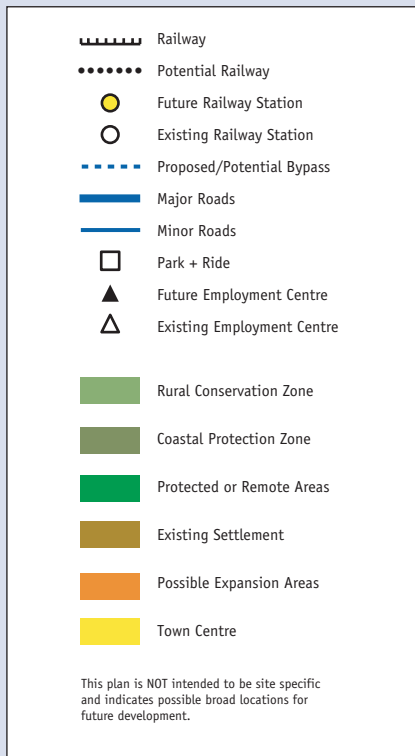 Railway
Potential Railway
Future Railway Station
Existing Railway Station
Proposed/Potential Bypass
Major Roads
Minor Roads
Park + Ride
Future Employment Centre
Existing Employment Centre
Rural Conservation Zone
Coastal Protection Zone
Protected or Remote Areas
Existing Settlement
Possible Expansion Areas
Town Centre
This plan is NOT intended to be site specific
and indicates possible broad locations for
future development.